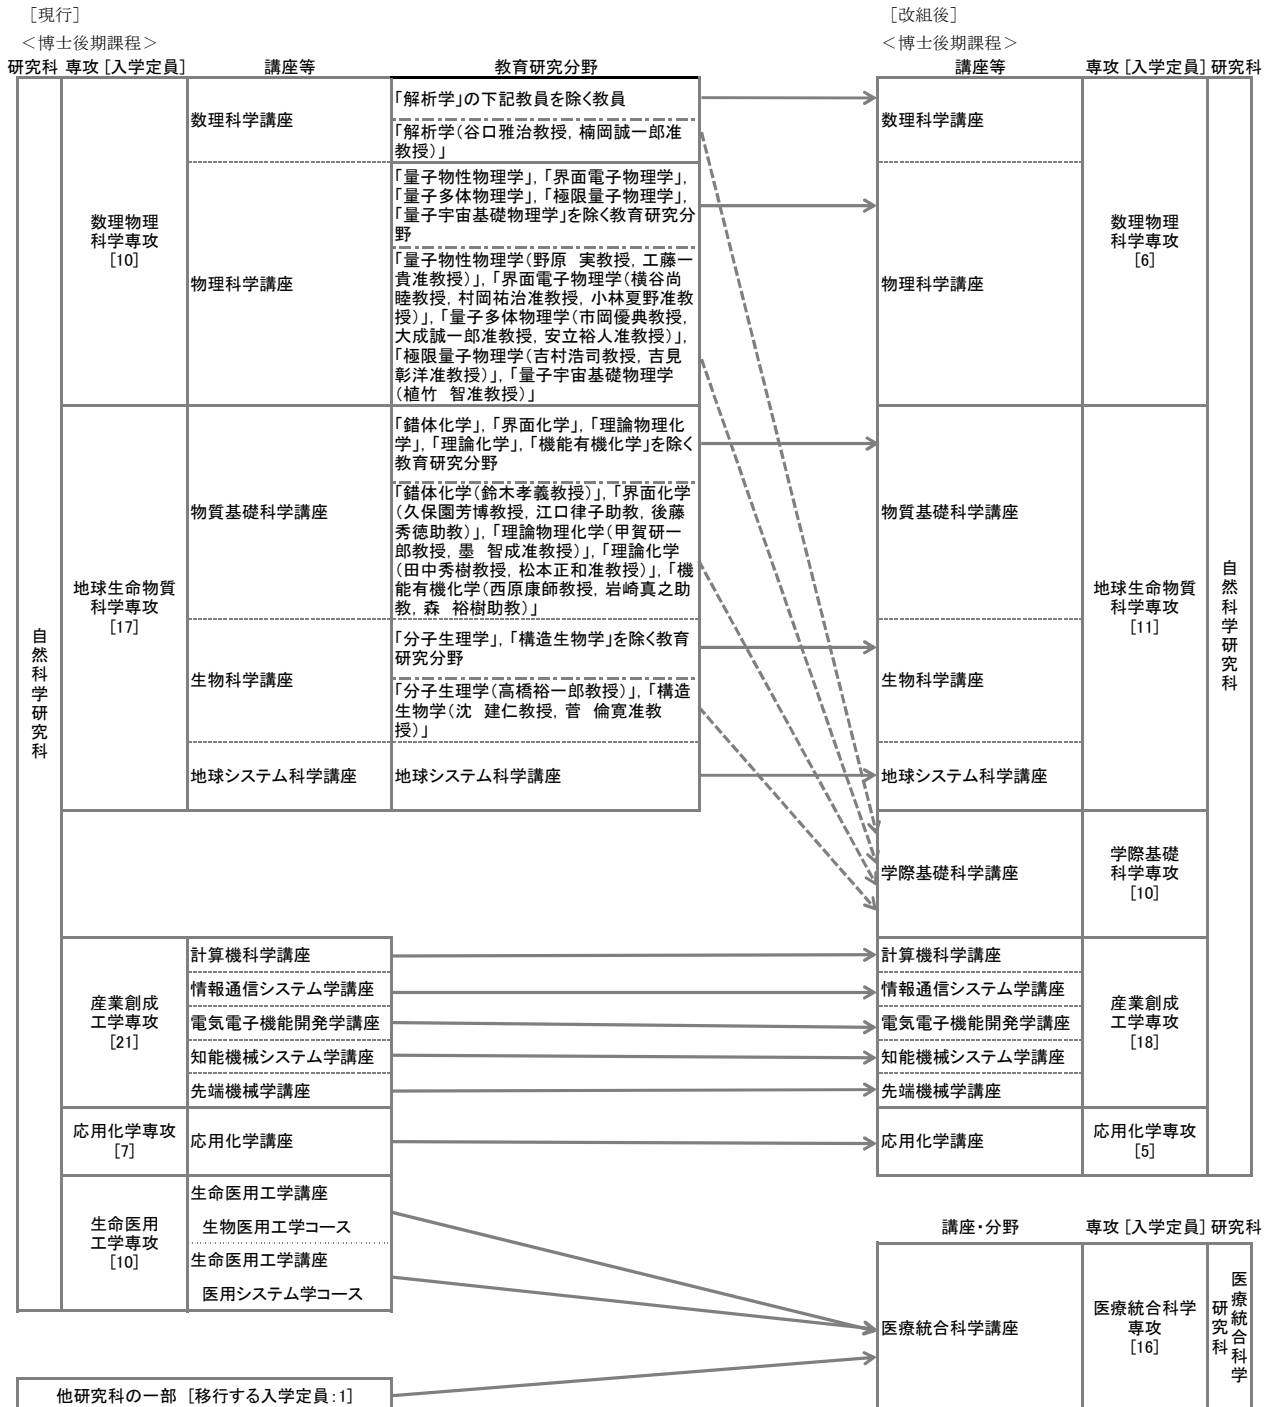 ［現行］
＜博士後期課程＞
研究科 専攻 [入学定員] 講座等 教育研究分野
自然科学研究科
数理物理
科学専攻
[10]
数理科学講座
「解析学」の下記教員を除く教員
「解析学(谷口雅治教授, 楠岡誠一郎准
教授)」
物理科学講座
「量子物性物理学」, 「界面電子物理学」,
「量子多体物理学」, 「極限量子物理学」,
「量子宇宙基礎物理学」を除く教育研究分
野
「量子物性物理学(野原　実教授, 工藤一
貴准教授)」, 「界面電子物理学(横谷尚
睦教授, 村岡祐治准教授, 小林夏野准教
授)」, 「量子多体物理学(市岡優典教授,
大成誠一郎准教授, 安立裕人准教授)」,
「極限量子物理学(吉村浩司教授, 吉見
彰洋准教授)」, 「量子宇宙基礎物理学
(植竹　智准教授)」
地球生命物質
科学専攻
[17]
物質基礎科学講座
「錯体化学」, 「界面化学」, 「理論物理化
学」, 「理論化学」, 「機能有機化学」を除く
教育研究分野
「錯体化学(鈴木孝義教授)」, 「界面化学
(久保園芳博教授, 江口律子助教, 後藤
秀徳助教)」, 「理論物理化学(甲賀研一
郎教授, 墨　智成准教授)」, 「理論化学
(田中秀樹教授, 松本正和准教授)」, 「機
能有機化学(西原康師教授, 岩崎真之助
教, 森　裕樹助教)」
生物科学講座
「分子生理学」, 「構造生物学」を除く教育
研究分野
「分子生理学(高橋裕一郎教授)」, 「構造
生物学(沈　建仁教授, 菅　倫寛准教
授)」
地球システム科学講座
地球システム科学講座
産業創成
工学専攻
[21]
計算機科学講座
情報通信システム学講座
電気電子機能開発学講座
知能機械システム学講座
先端機械学講座
応用化学専攻
[7]
応用化学講座
生命医用
工学専攻
[10]
生命医用工学講座
生物医用工学コース
生命医用工学講座
医用システム学コース
他研究科の一部 [移行する入学定員：1]
［改組後］
＜博士後期課程＞
講座等 専攻 [入学定員] 研究科
数理科学講座
物理科学講座
数理物理
科学専攻
[6]
物質基礎科学講座
生物科学講座
地球システム科学講座
地球生命物質
科学専攻
[11]
学際基礎科学講座
学際基礎
科学専攻
[10]
計算機科学講座
情報通信システム学講座
電気電子機能開発学講座
知能機械システム学講座
先端機械学講座
産業創成
工学専攻
[18]
応用化学講座
応用化学専攻
[5]
自然科学研究科
講座・分野 専攻 [入学定員] 研究科
医療統合科学講座
医療統合科学
専攻
[16]
医療統合科学
研究科